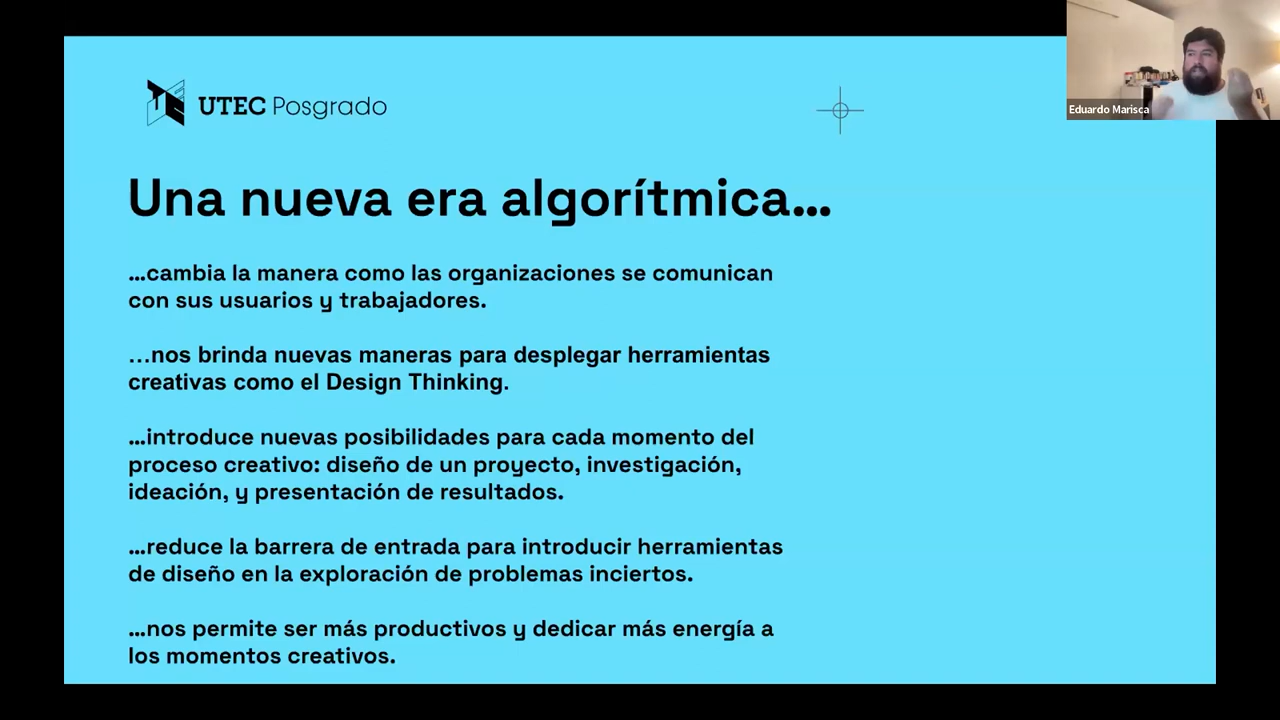 UTEC Posgrado
Eduardo Marisca
Una nueva era algorítmica...
...cambia la manera como las organizaciones se comunican
con sus usuarios y trabajadores.
...nos brinda nuevas maneras para desplegar herramientas
creativas como el Design Thinking.
...introduce nuevas posibilidades para cada momento del
proceso creativo: diseño de un proyecto, investigación,
ideación, y presentación de resultados.
...reduce la barrera de entrada para introducir herramientas
de diseño en la exploración de problemas inciertos.
...nos permite ser más productivos y dedicar más energía a
los momentos creativos.